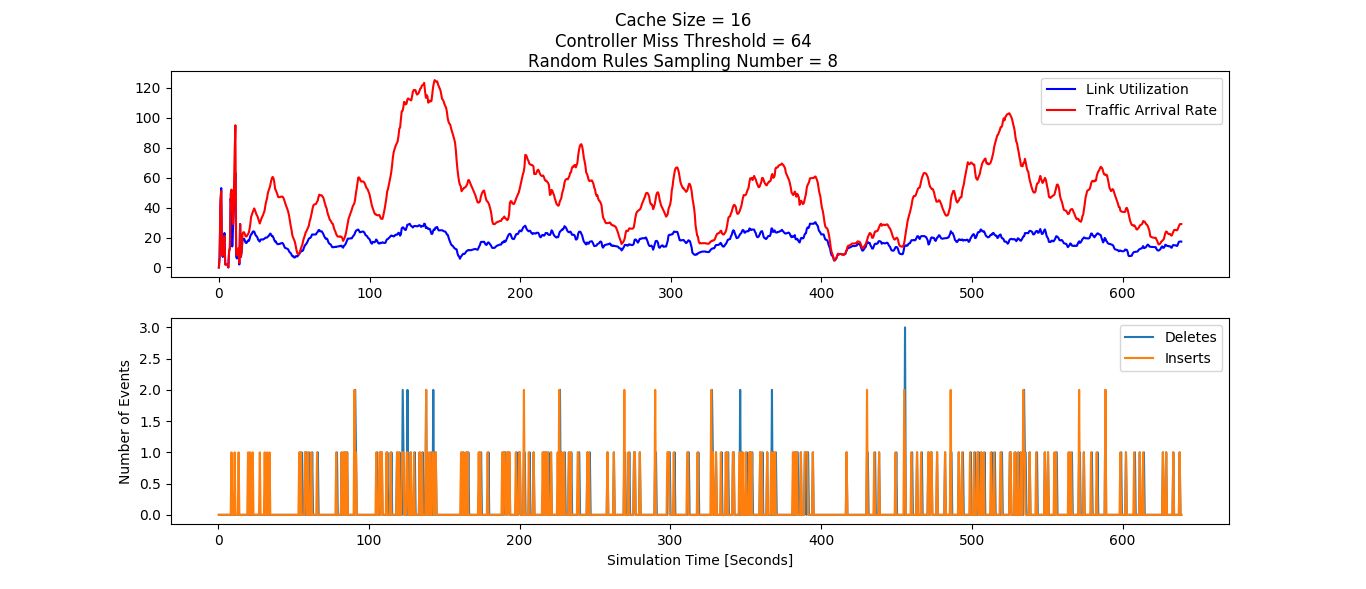 Cache Size = 16
Controller Miss Threshold = 64
Random Rules Sampling Number = 8
120
100
80
60
40
20
0
Link Utilization
Traffic Arrival Rate
0 100 200 300 400 500 600
Number of Events
3.0
2.5
2.0
1.5
1.0
0.5
0.0
Deletes
Inserts
0 100 200 300 400 500 600
Simulation Time [Seconds]